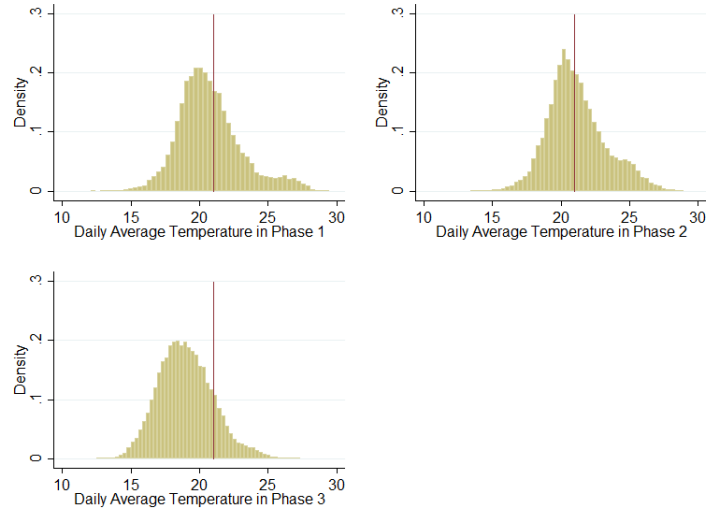 .3
.2
.1
0
Density
10 15 20 25 30
Daily Average Temperature in Phase 1
.3
.2
.1
0
Density
10 15 20 25 30
Daily Average Temperature in Phase 2
.3
.2
.1
0
Density
10 15 20 25 30
Daily Average Temperature in Phase 3